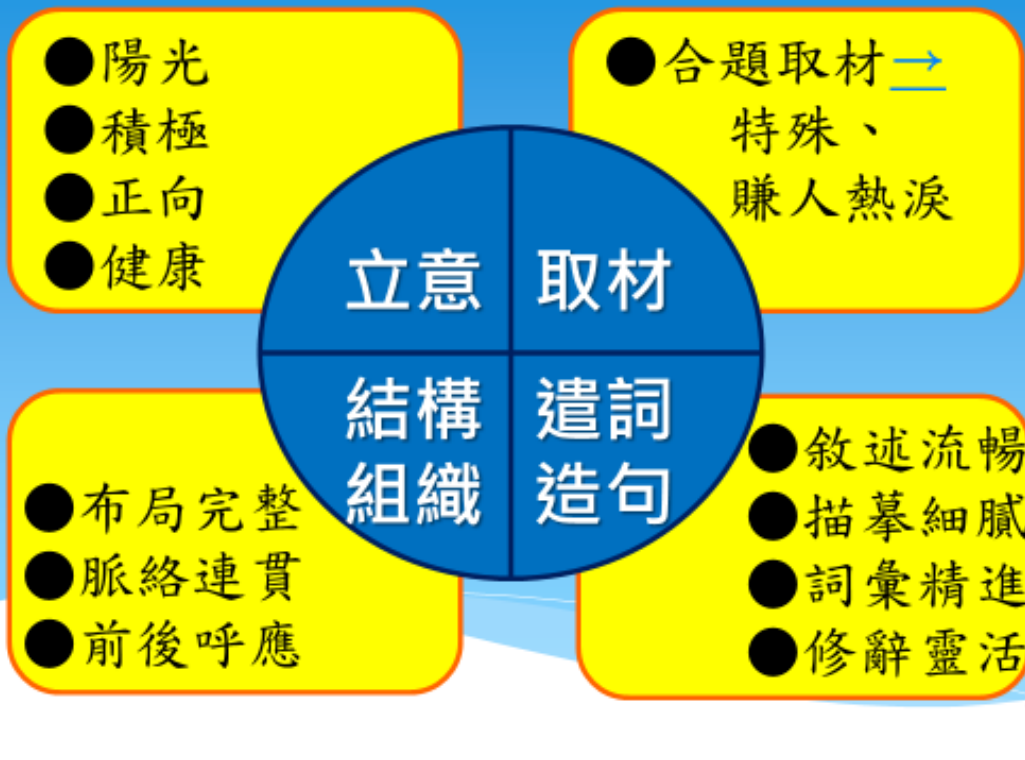 ●陽光
●積極
●正向
●健康
●合題取材→
特殊、
賺人熱淚
立意
取材
結構
組織
遣詞
造句
●布局完整
●脈絡連貫
●前後呼應
●敘述流暢
●描摹細膩
●詞彙精進
●修辭靈活